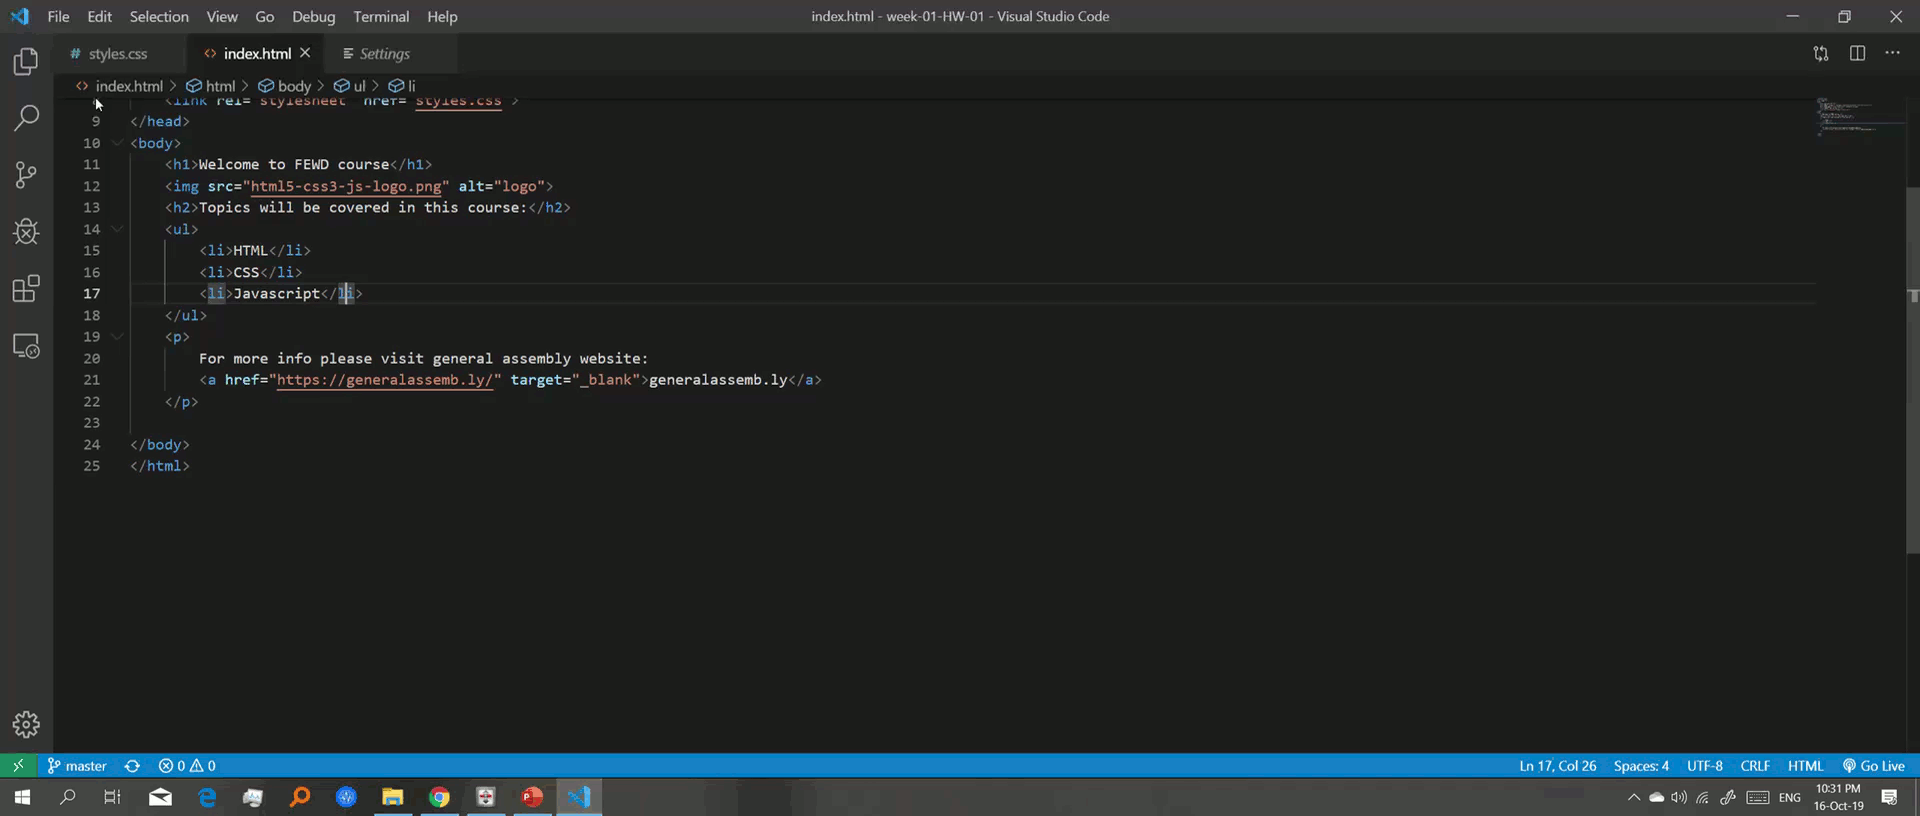 File Edit Selection View Go Debug Terminal Help
index.html - week-01-HW-01 - Visual Studio Code
# styles.css
<> index.html
Settings
<> index.html > html > body > ul > li
<link rel="stylesheet" href="styles.css">
9 </head>
10 <body>
11 <h1>Welcome to FEWD course</h1>
12 <img src="html5-css3-js-logo.png" alt="logo">
13 <h2>Topics will be covered in this course:</h2>
14 <ul>
15 <li>HTML</li>
16 <li>CSS</li>
17 <li>Javascript</li>
18 </ul>
19 <p>
20 For more info please visit general assembly website:
21 <a href="https://generalassemb.ly/" target="_blank">generalassemb.ly</a>
22 </p>
23
24 </body>
25 </html>
master 0 0 Ln 17, Col 26 Spaces: 4 UTF-8 CRLF HTML Go Live
ENG
10:31 PM
16-Oct-19